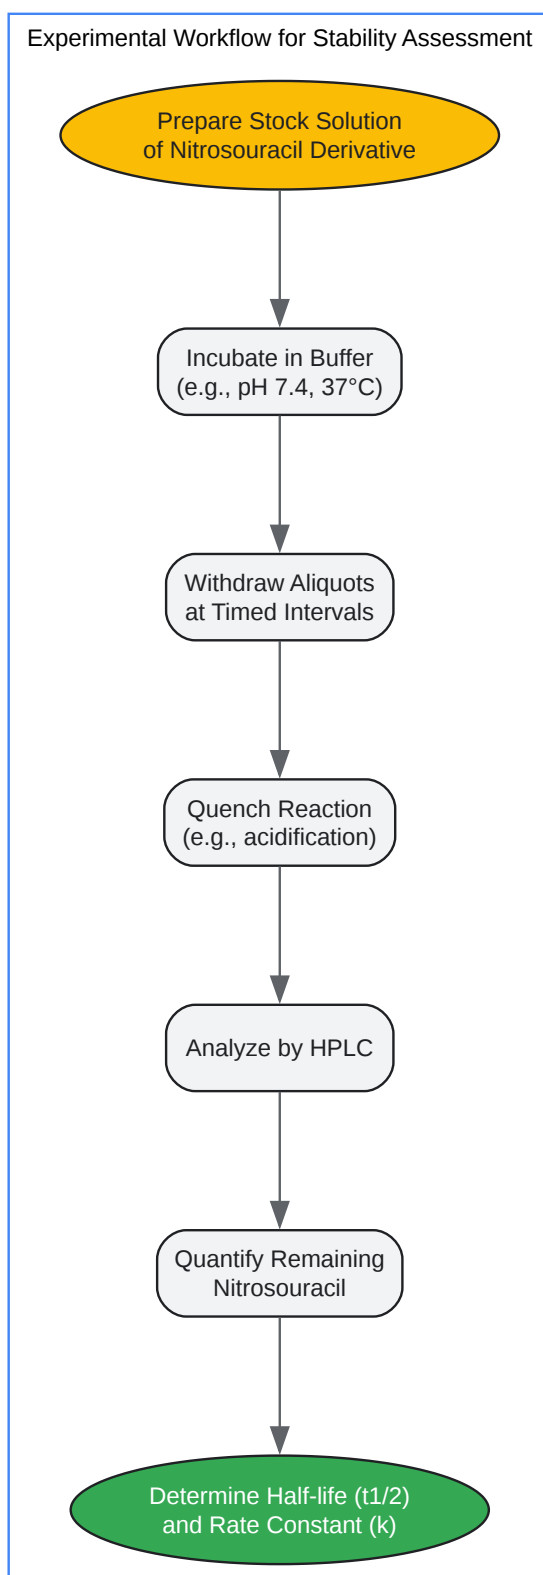 Experimental Workflow for Stability Assessment
Prepare Stock Solution
of Nitrosouracil Derivative
Incubate in Buffer
(e.g., pH 7.4, 37°C)
Withdraw Aliquots
at Timed Intervals
Quench Reaction
(e.g., acidification)
Analyze by HPLC
Quantify Remaining
Nitrosouracil
Determine Half-life (t1/2)
and Rate Constant (k)